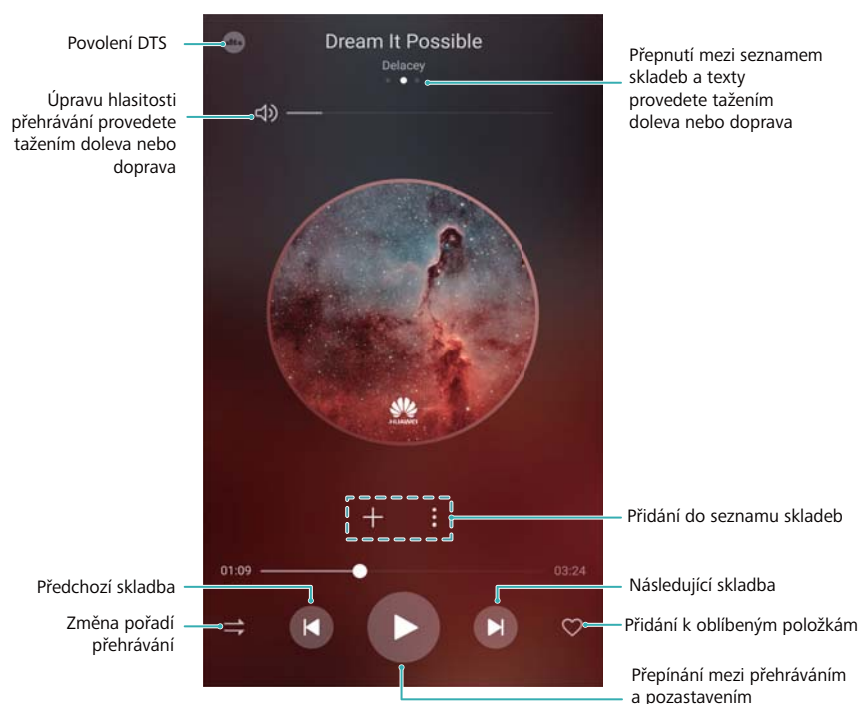 Povolení DTS
dts
Dream It Possible
Delacey
Přepnutí mezi seznamem
skladeb a texty
provedete tažením
doleva nebo doprava
Úpravu hlasitosti
přehrávání provedete
tažením doleva nebo
doprava
HUAWEI
Přidání do seznamu skladeb
01:09
03:24
Předchozí skladba
Následující skladba
Změna pořadí
přehrávání
Přidání k oblíbeným položkám
Přepínání mezi přehráváním
a pozastavením